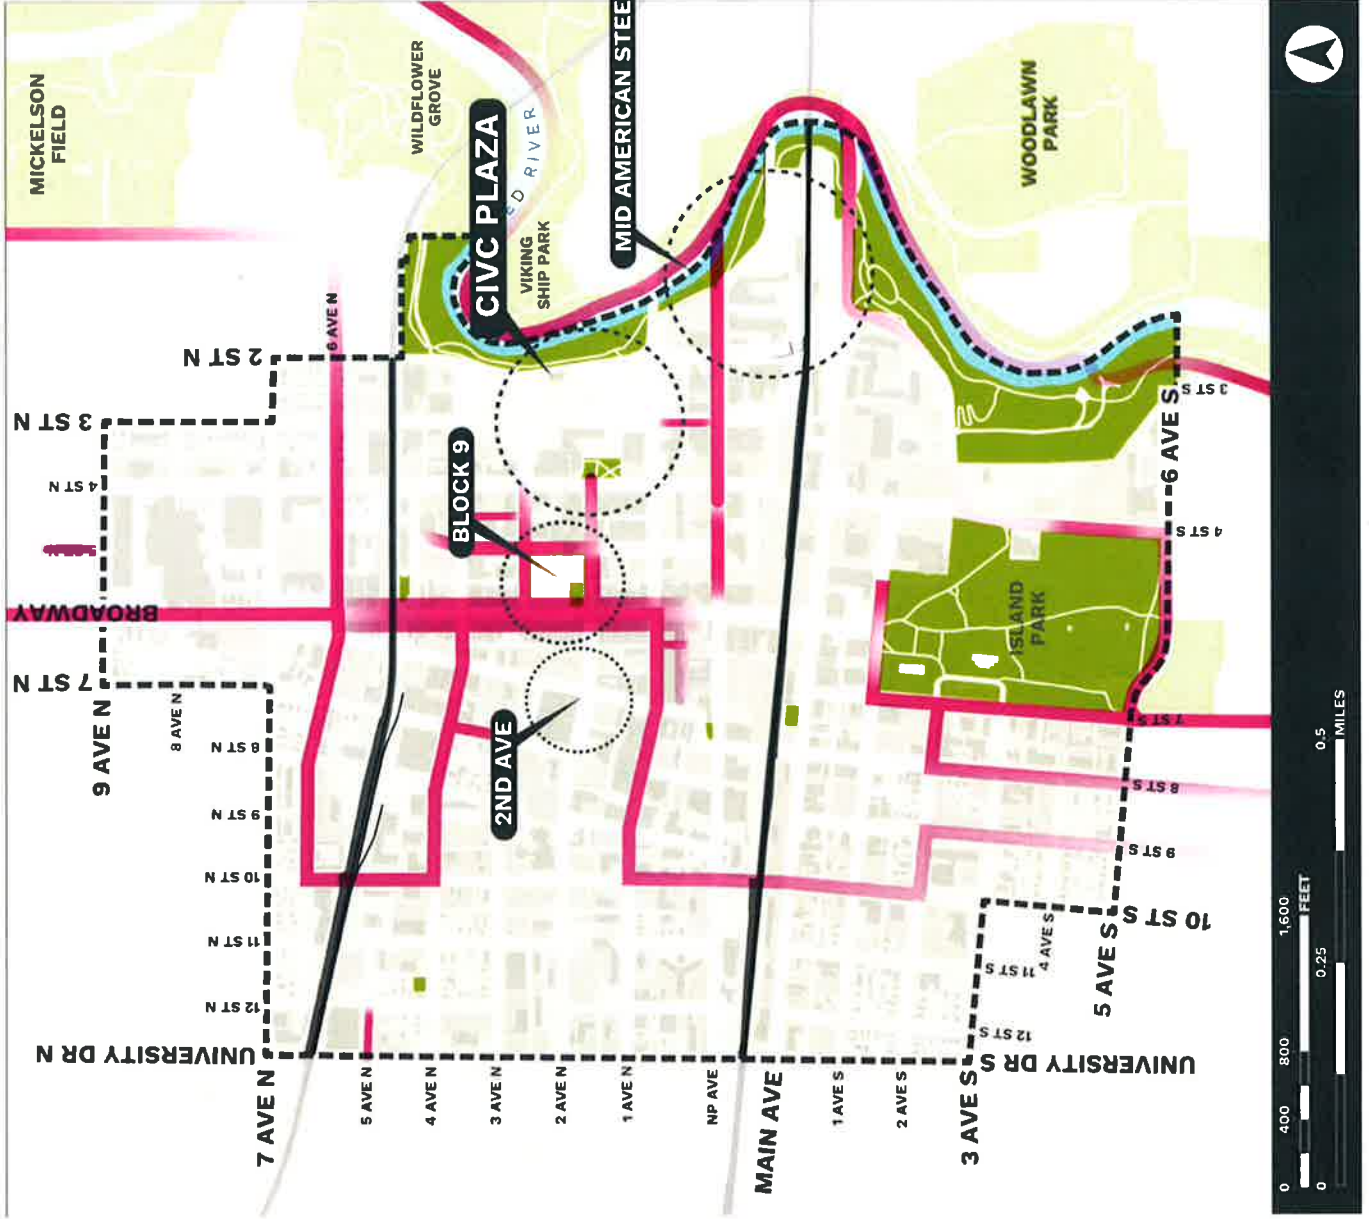 MICKELSON
FIELD
WILDFLOWER
GROVE
CIVC PLAZA
ED RIVER
VIKING
SHIP PARK
MID AMERICAN STEE
WOODLAWN
PARK
2 ST N
6 AVE N
3 ST N
4 ST N
BROADWAY
7 ST N
9 AVE N
8 AVE N
BLOCK 9
2ND AVE
8 ST N
9 ST N
10 ST N
11 ST N
12 ST N
UNIVERSITY DR N
7 AVE N
5 AVE N
4 AVE N
3 AVE N
2 AVE N
1 AVE N
NP AVE
MAIN AVE
1 AVE S
2 AVE S
3 AVE S
UNIVERSITY DR S
12 ST S
11 ST S
4 AVE S
5 AVE S
10 ST S
9 ST S
8 ST S
7 ST S
ISLAND
PARK
4 ST S
6 AVE S
3 ST S
0 400 800 1,600
FEET
0 0.25 0.5
MILES